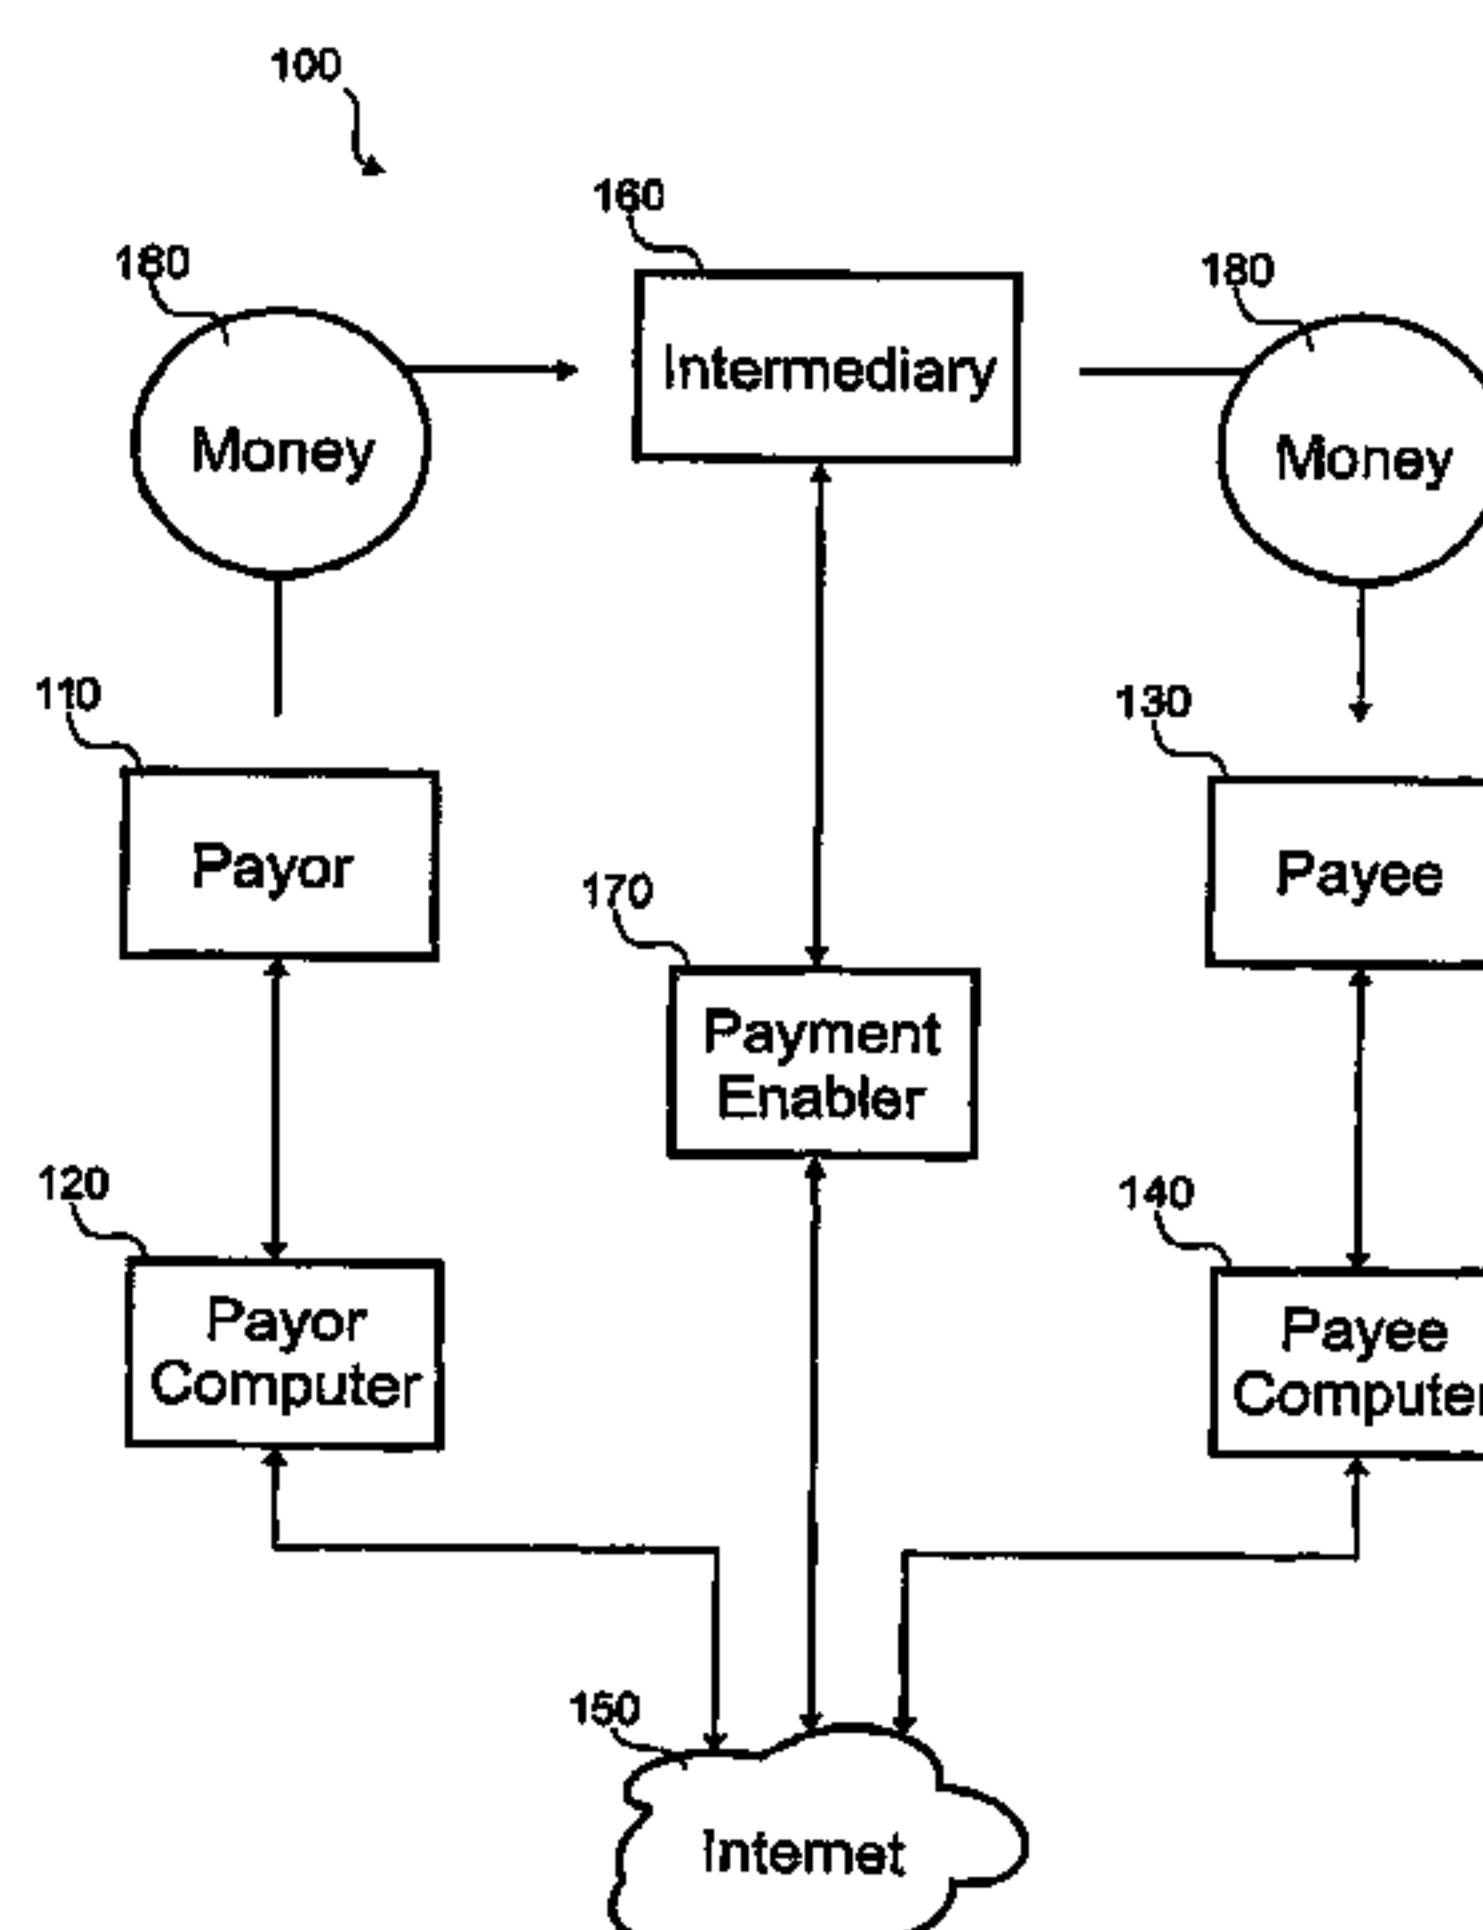 100
160
180
180
Intermediary
Money
Money
110
130
Payor
Payee
170
Payment
Enabler
120
140
Payor
Computer
Payee
Computer
150
Internet